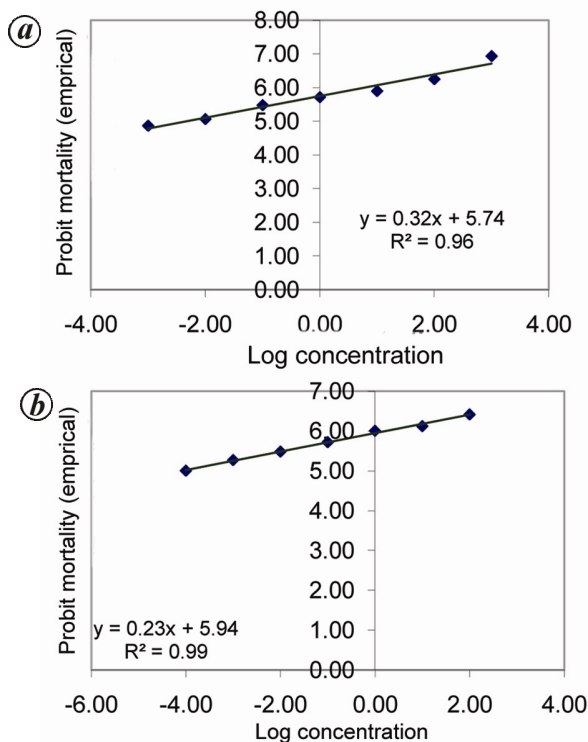 a
8.00
7.00
6.00
5.00
4.00
3.00
2.00
1.00
0.00
Probit mortality (emprical)
y = 0.32x + 5.74
R² = 0.96
-4.00 -2.00 0.00 2.00 4.00
Log concentration
b
7.00
6.00
5.00
4.00
3.00
2.00
1.00
0.00
Probit mortality (emprical)
y = 0.23x + 5.94
R² = 0.99
-6.00 -4.00 -2.00 0.00 2.00 4.00
Log concentration